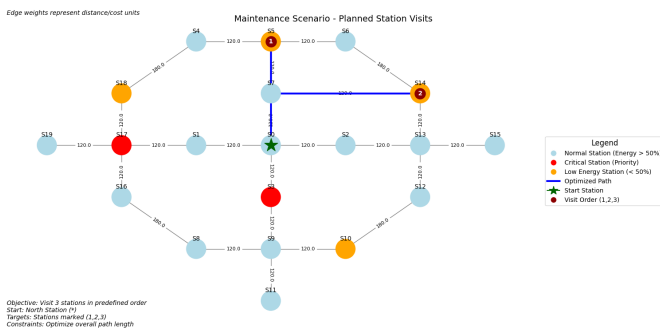 Edge weights represent distance/cost units
Maintenance Scenario - Planned Station Visits
S4
120.0
S5
1
120.0
S6
180.0
180.0
120.0
S18
S7
120.0
S14
2
120.0
120.0
120.0
S19
120.0
S17
120.0
S1
120.0
S0
120.0
S2
120.0
S13
120.0
S15
120.0
120.0
120.0
S16
S3
S12
180.0
120.0
180.0
S8
120.0
S9
120.0
S10
120.0
S11
Legend
Normal Station (Energy > 50%
Critical Station (Priority)
Low Energy Station (< 50%)
Optimized Path
Start Station
Visit Order (1,2,3)
Objective: Visit 3 stations in predefined order
Start: North Station (*)
Targets: Stations marked (1,2,3)
Constraints: Optimize overall path length